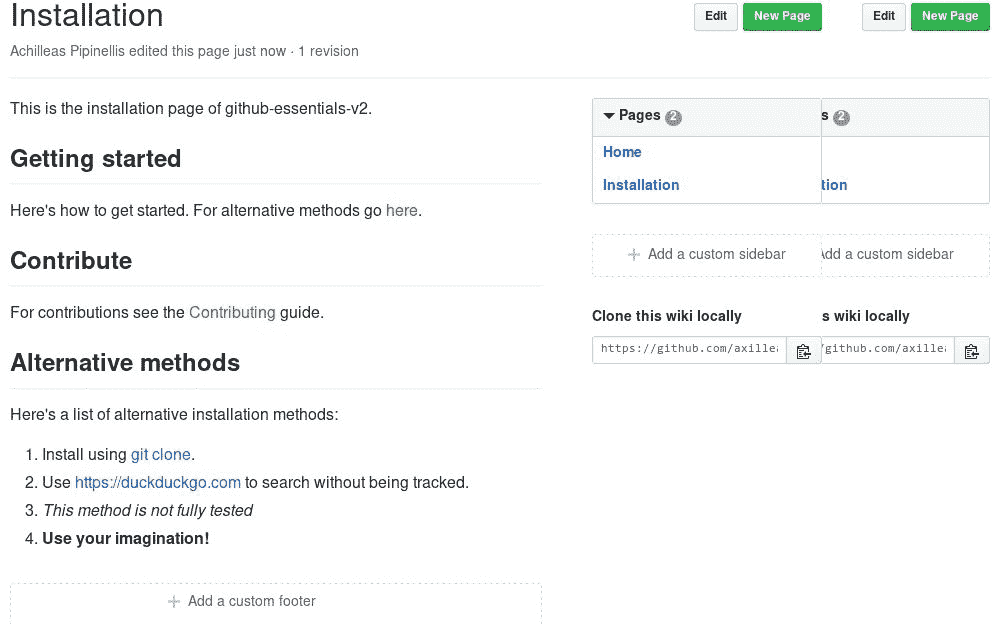 Installation
Edit New Page Edit New Page
Achilleas Pipinellis edited this page just now · 1 revision
This is the installation page of github-essentials-v2.
Getting started
Here's how to get started. For alternative methods go here.
Contribute
For contributions see the Contributing guide.
Alternative methods
Here's a list of alternative installation methods:
1. Install using git clone.
2. Use https://duckduckgo.com to search without being tracked.
3. This method is not fully tested
4. Use your imagination!
+ Add a custom footer
Pages 2 s 2
Home
Installation tion
+ Add a custom sidebar Add a custom sidebar
Clone this wiki locally s wiki locally
https://github.com/axillea /github.com/axillea